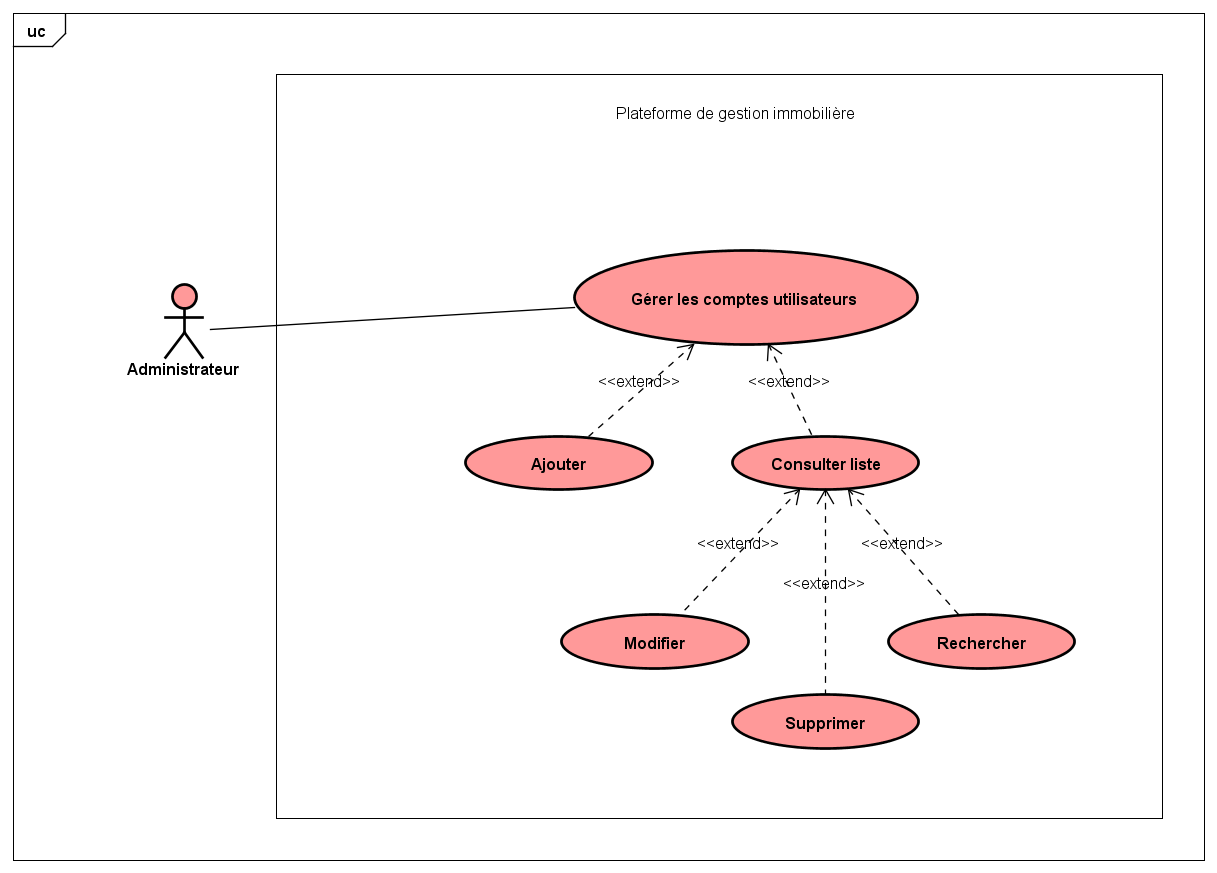 uc
Plateforme de gestion immobilière
Gérer les comptes utilisateurs
Administrateur
<<extend>>
<<extend>>
Ajouter
Consulter liste
<<extend>>
<<extend>>
<<extend>>
Modifier
Rechercher
Supprimer